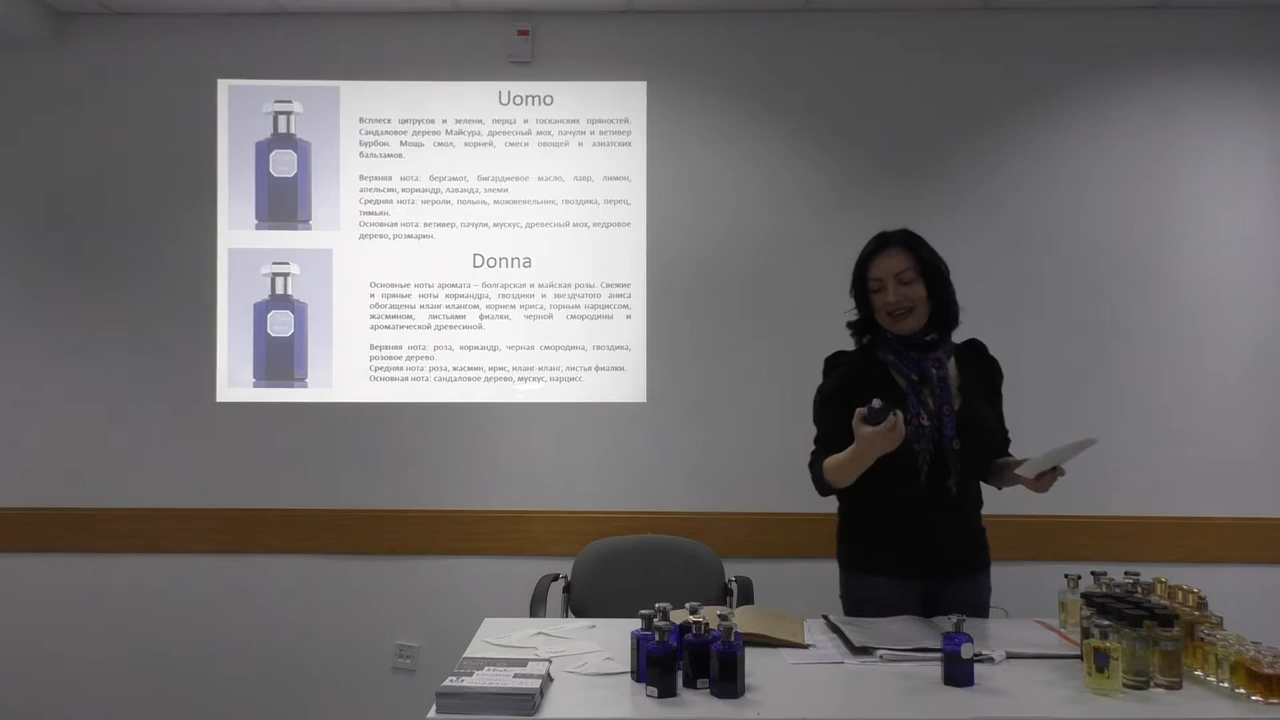 Uomo
Всплеск цитрусов и зелени, перца и тосканских пряностей.
Сандаловое дерево Майсура, древесный мох, пачули и ветивер
Бурбон. Мощь смол, корней, смеси овощей и азиатских
бальзамов.
Верхняя нота: бергамот, бигардиевое масло, лавр, лимон,
апельсин, кориандр, лаванда, элеми.
Средняя нота: нероли, полынь, можжевельник, гвоздика, перец,
тимьян.
Основная нота: ветивер, пачули, мускус, древесный мох, кедровое
дерево, розмарин.
Donna
Основные ноты аромата – болгарская и майская розы. Свежие
и пряные ноты кориандра, гвоздики и звездчатого аниса
обогащены иланг-илангом, корнем ириса, горным нарциссом,
жасмином, листьями фиалки, черной смородины и
ароматической древесиной.
Верхняя нота: роза, кориандр, черная смородина, гвоздика,
розовое дерево.
Средняя нота: роза, жасмин, ирис, иланг-иланг, листья фиалки.
Основная нота: сандаловое дерево, мускус, нарцисс.